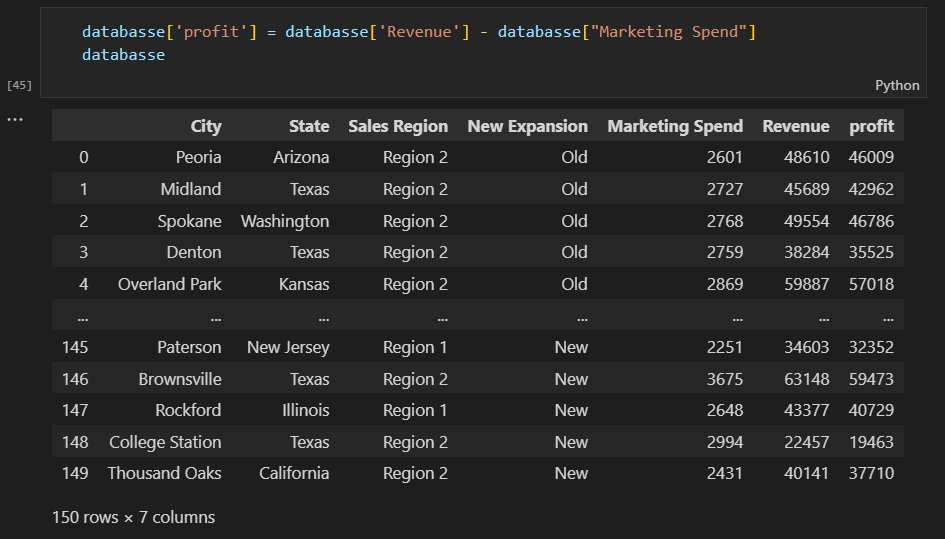 databasse['profit'] = databasse['Revenue'] - databasse["Marketing Spend"]
databasse
[45]
Python
...
City State Sales Region New Expansion Marketing Spend Revenue profit
0 Peoria Arizona Region 2 Old 2601 48610 46009
1 Midland Texas Region 2 Old 2727 45689 42962
2 Spokane Washington Region 2 Old 2768 49554 46786
3 Denton Texas Region 2 Old 2759 38284 35525
4 Overland Park Kansas Region 2 Old 2869 59887 57018
... ... ... ... ... ... ... ...
145 Paterson New Jersey Region 1 New 2251 34603 32352
146 Brownsville Texas Region 2 New 3675 63148 59473
147 Rockford Illinois Region 1 New 2648 43377 40729
148 College Station Texas Region 2 New 2994 22457 19463
149 Thousand Oaks California Region 2 New 2431 40141 37710
150 rows × 7 columns